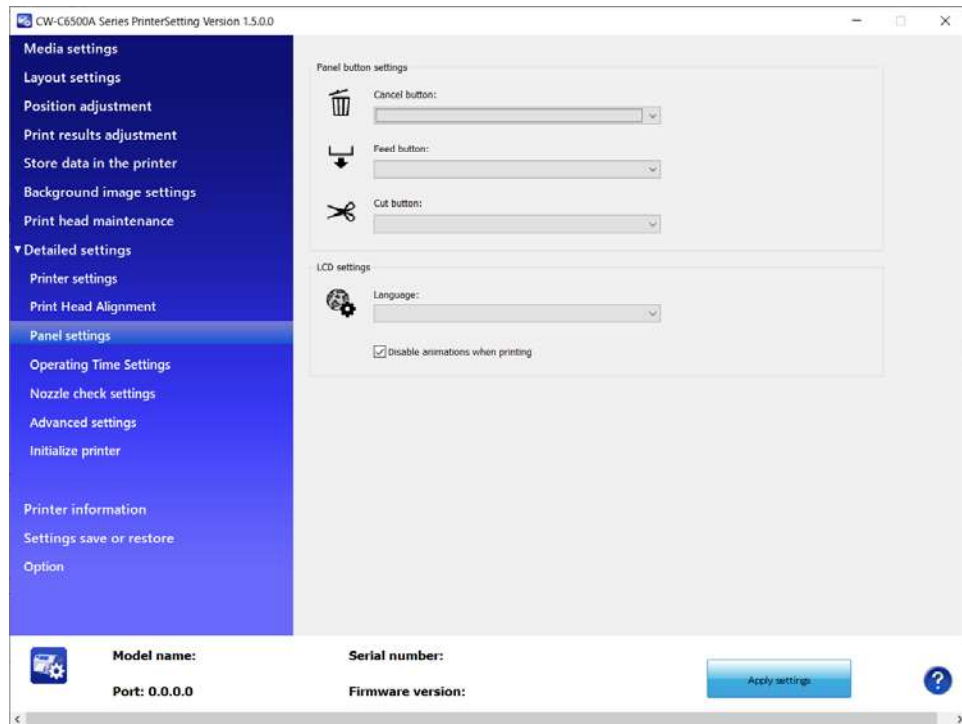 CW-C6500A Series PrinterSetting Version 1.5.0.0
Media settings
Layout settings
Position adjustment
Print results adjustment
Store data in the printer
Background image settings
Print head maintenance
Detailed settings
Printer settings
Print Head Alignment
Panel settings
Operating Time Settings
Nozzle check settings
Advanced settings
Initialize printer
Printer information
Settings save or restore
Option
Panel button settings
Cancel button:
Feed button:
Cut button:
LCD settings
Language:
Disable animations when printing
Model name:
Serial number:
Port: 0.0.0.0
Firmware version:
Apply settings
?